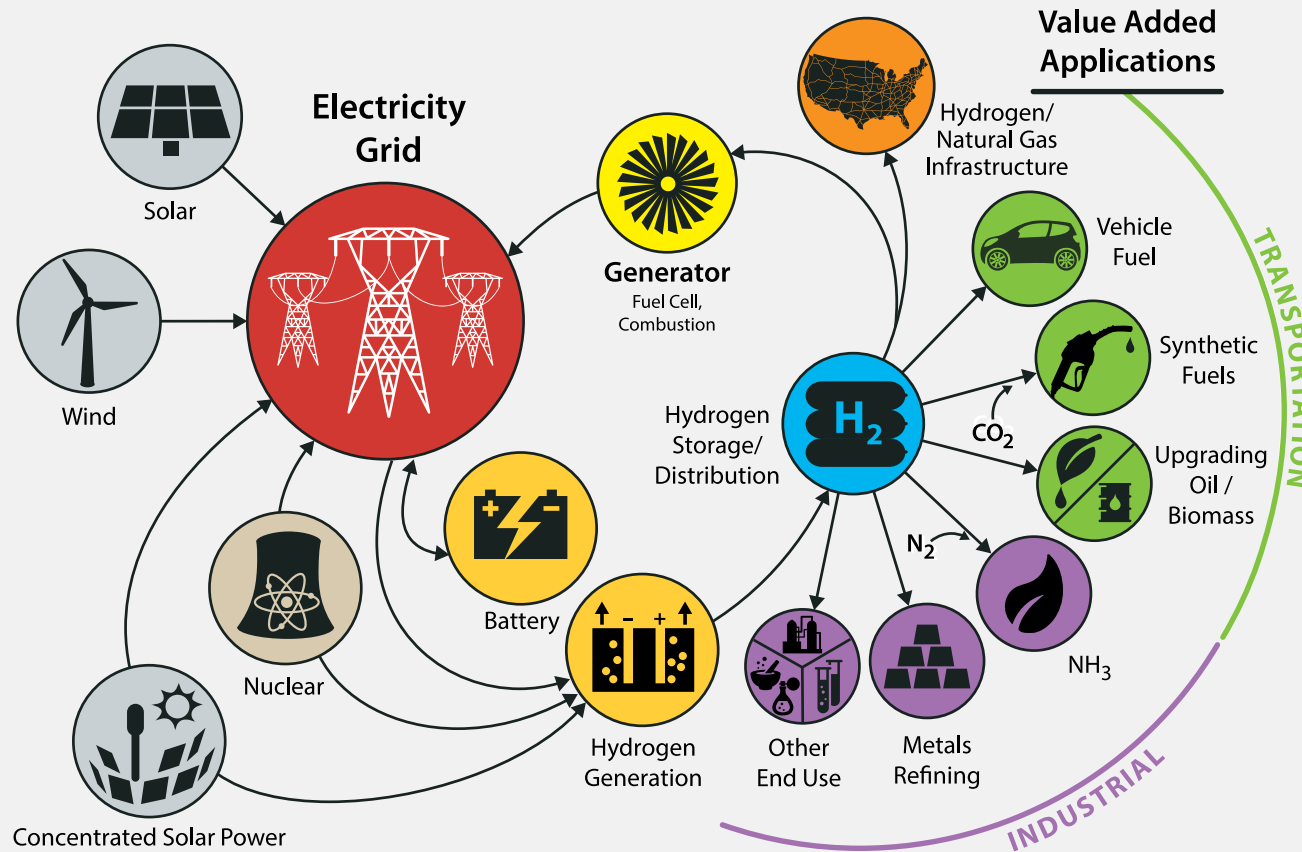 Value Added
Applications
Electricity
Grid
Solar
Hydrogen/
Natural Gas
Infrastructure
Generator
Fuel Cell,
Combustion
Vehicle
Fuel
TRANSPORTATION
Wind
Synthetic
Fuels
Hydrogen
Storage/
Distribution
H₂
CO₂
Upgrading
Oil /
Biomass
+ -
N₂
Battery
- +
NH₃
Nuclear
Hydrogen
Generation
Other
End Use
Metals
Refining
INDUSTRIAL
Concentrated Solar Power